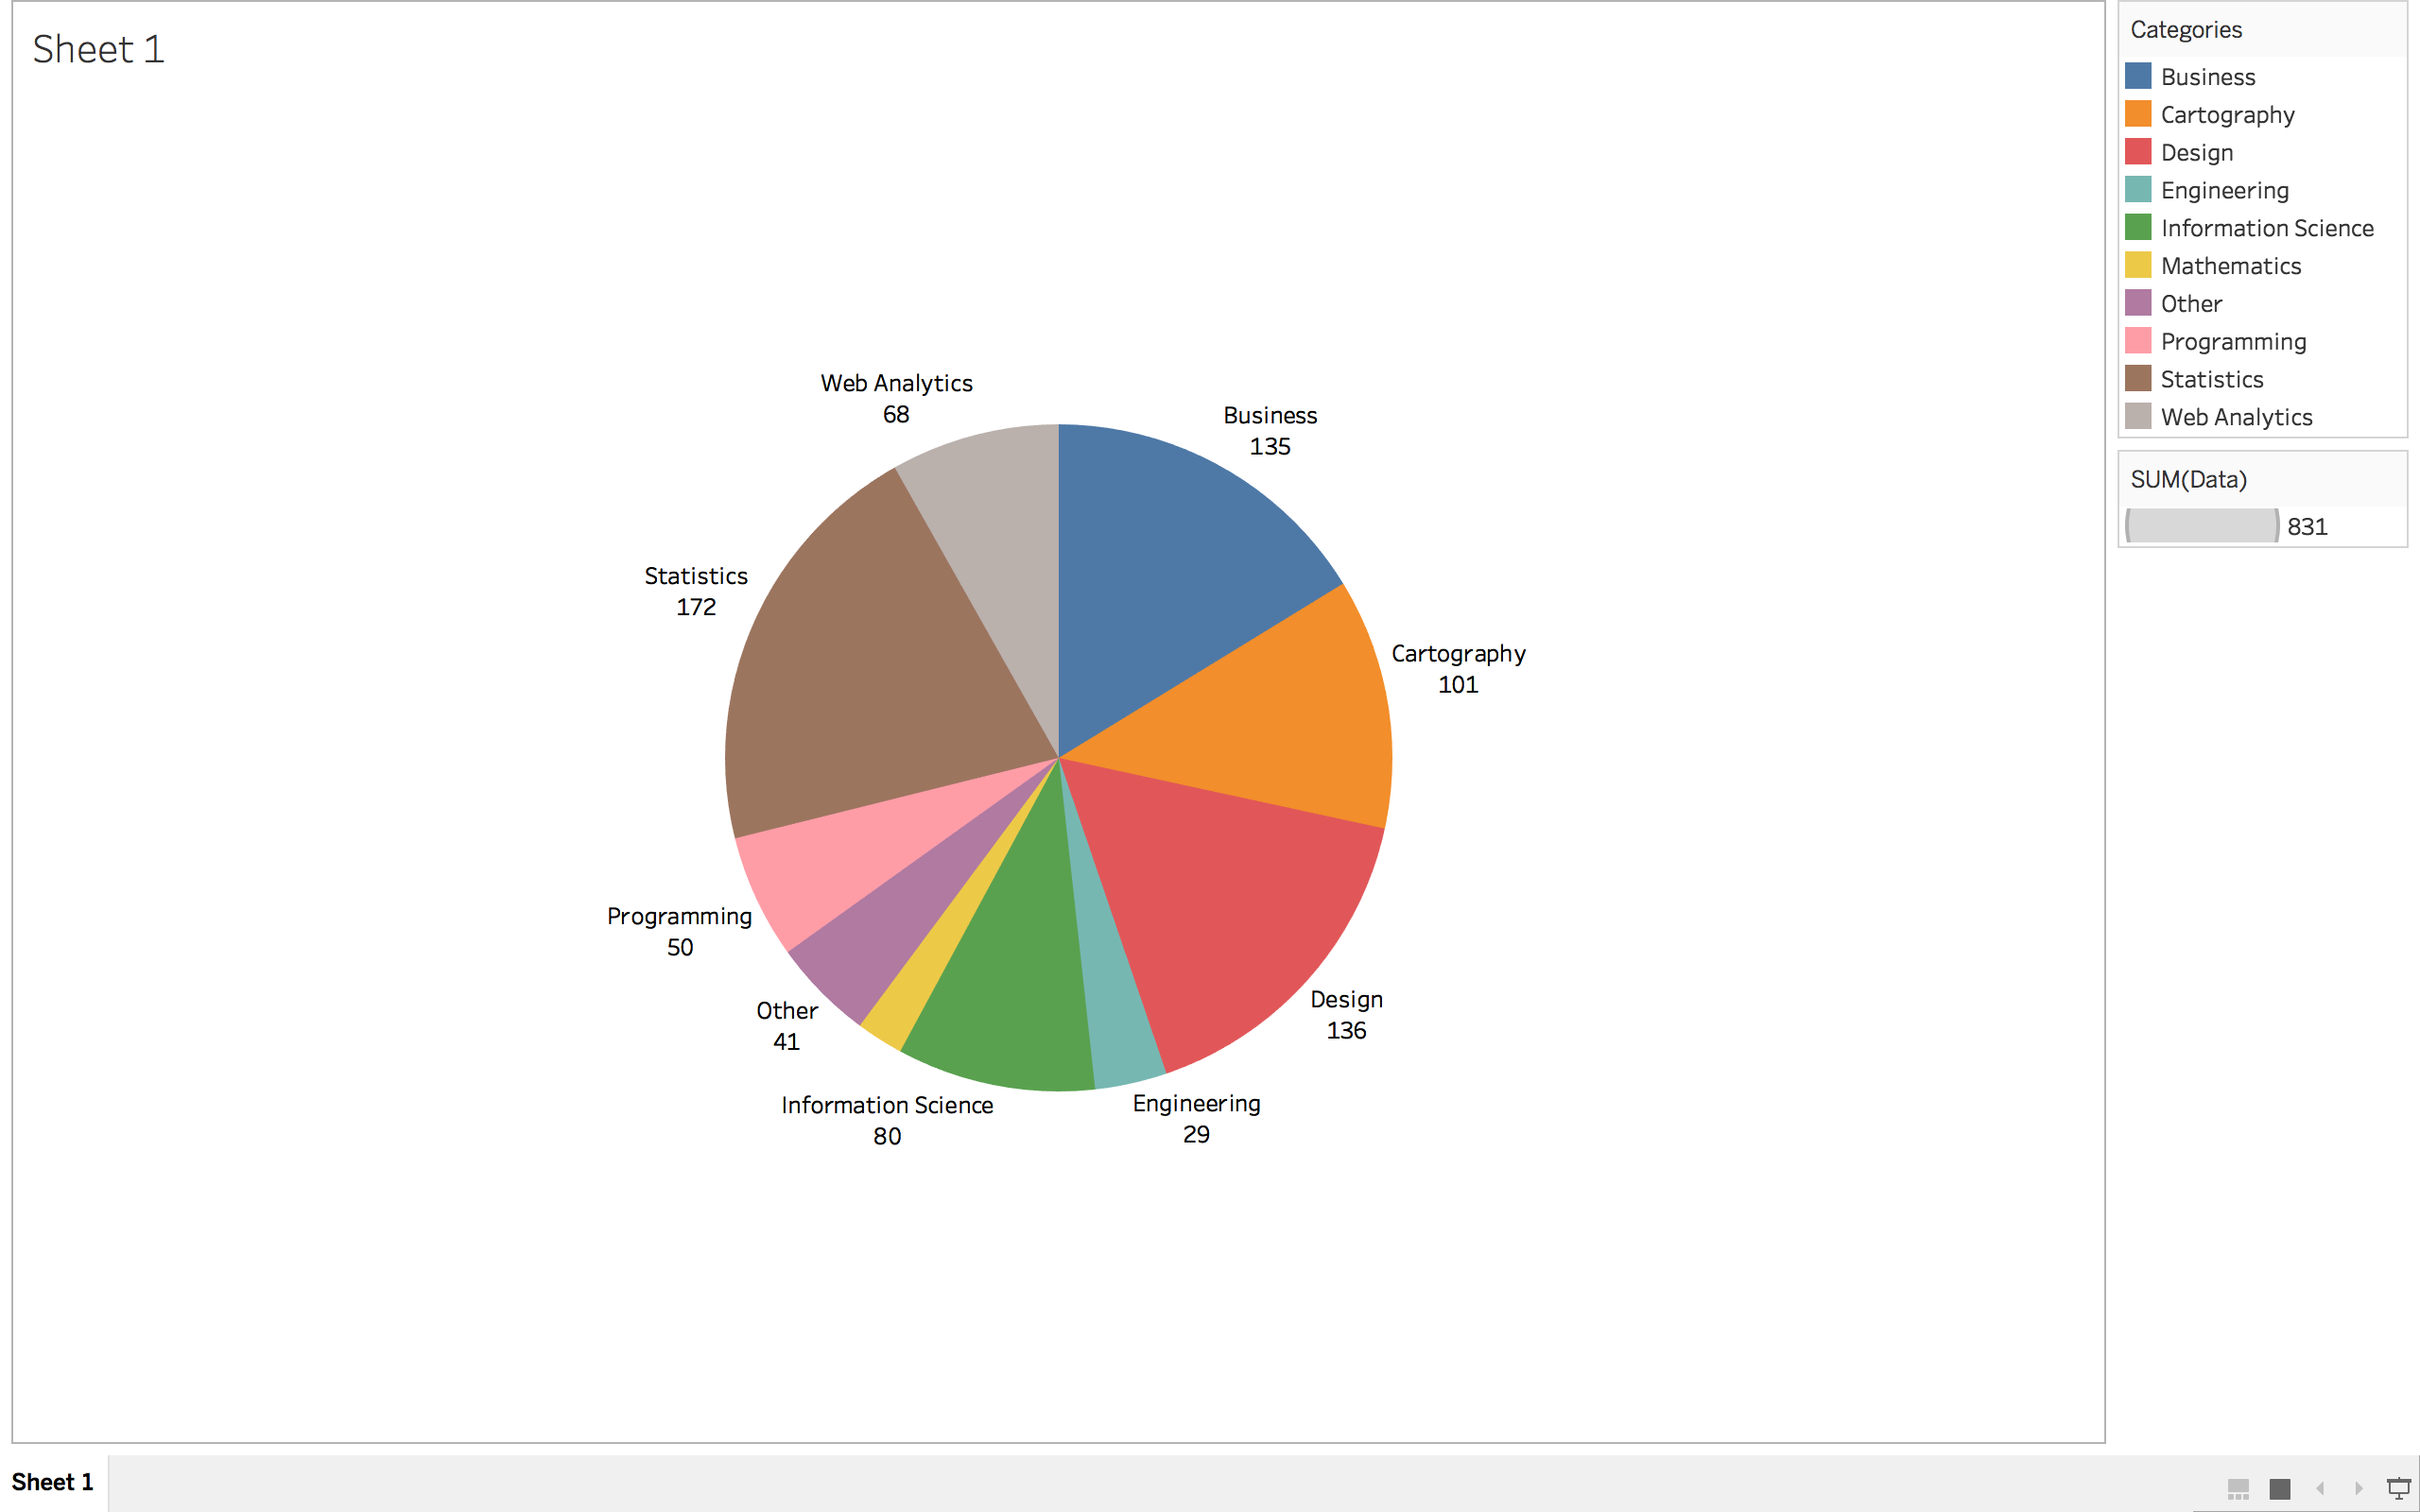 Sheet 1
Web Analytics
68
Business
135
Statistics
172
Cartography
101
Programming
50
Design
136
Other
41
Information Science
80
Engineering
29
Categories
Business
Cartography
Design
Engineering
Information Science
Mathematics
Other
Programming
Statistics
Web Analytics
SUM(Data)
831
Sheet 1